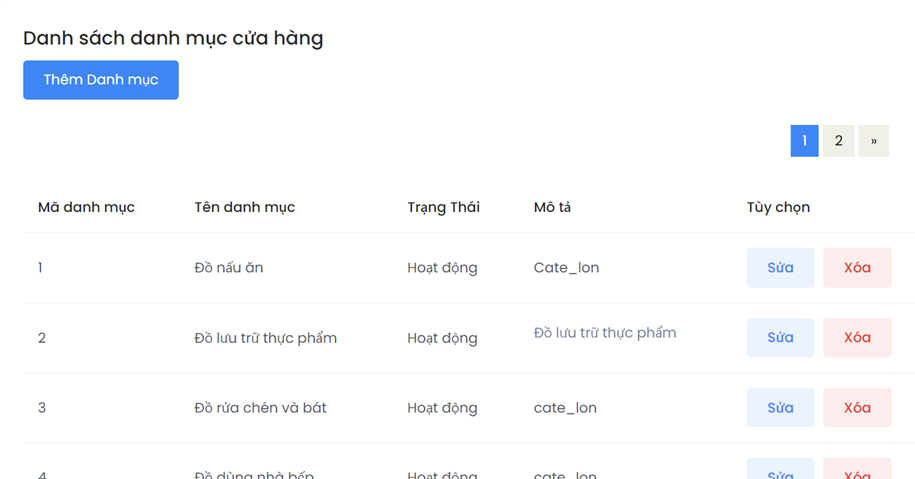 Danh sách danh mục cửa hàng
Thêm Danh mục
1 2 »
Mã danh mục Tên danh mục Trạng Thái Mô tả Tùy chọn
1 Đồ nấu ăn Hoạt động Cate_lon Sửa Xóa
2 Đồ lưu trữ thực phẩm Hoạt động Đồ lưu trữ thực phẩm Sửa Xóa
3 Đồ rửa chén và bát Hoạt động cate_lon Sửa Xóa
4 Đồ dùng nhà bếp Hoạt động cate_lon Sửa Xóa